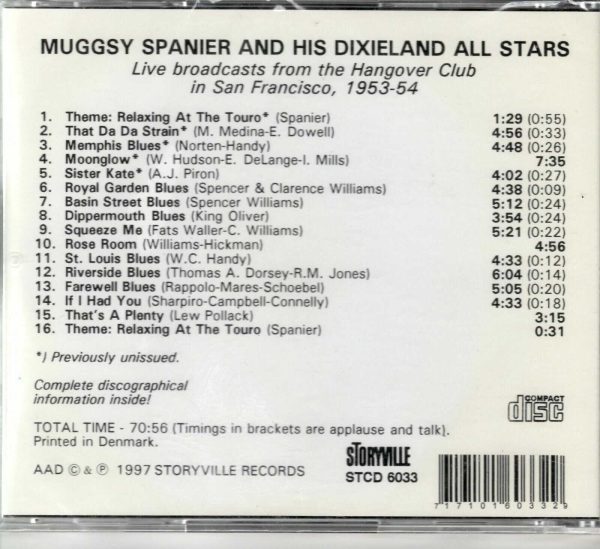 MUGGSY SPANIER AND HIS DIXIELAND ALL STARS
Live broadcasts from the Hangover Club
in San Francisco, 1953-54
1. Theme: Relaxing At The Touro* (Spanier) 1:29 (0:55)
2. That Da Da Strain* (M. Medina-E. Dowell) 4:56 (0:33)
3. Memphis Blues* (Norten-Handy) 4:48 (0:26)
4. Moonglow* (W. Hudson-E. DeLange-I. Mills) 7:35
5. Sister Kate* (A.J. Piron) 4:02 (0:27)
6. Royal Garden Blues (Spencer & Clarence Williams) 4:38 (0:09)
7. Basin Street Blues (Spencer Williams) 5:12 (0:24)
8. Dippermouth Blues (King Oliver) 3:54 (0:24)
9. Squeeze Me (Fats Waller-C. Williams) 5:21 (0:22)
10. Rose Room (Williams-Hickman) 4:56
11. St. Louis Blues (W.C. Handy) 4:33 (0:12)
12. Riverside Blues (Thomas A. Dorsey-R.M. Jones) 6:04 (0:14)
13. Farewell Blues (Rappolo-Mares-Schoebel) 5:05 (0:20)
14. If I Had You (Sharpiro-Campbell-Connelly) 4:33 (0:18)
15. That's A Plenty (Lew Pollack) 3:15
16. Theme: Relaxing At The Touro (Spanier) 0:31
*) Previously unissued.
Complete discographical
information inside!
COMPACT
disc
TOTAL TIME - 70:56 (Timings in brackets are applause and talk).
Printed in Denmark.
STORYVILLE
AAD © & ℗ 1997 STORYVILLE RECORDS
STCD 6033
717101603329